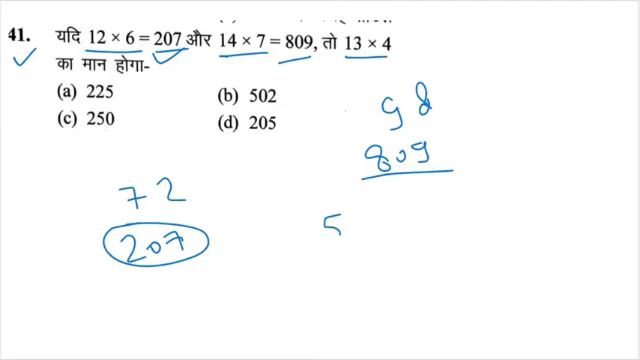 41. यदि 12 × 6 = 207 और 14 × 7 = 809, तो 13 × 4
का मान होगा-
(a) 225 (b) 502
(c) 250 (d) 205
98
809
72
207
5